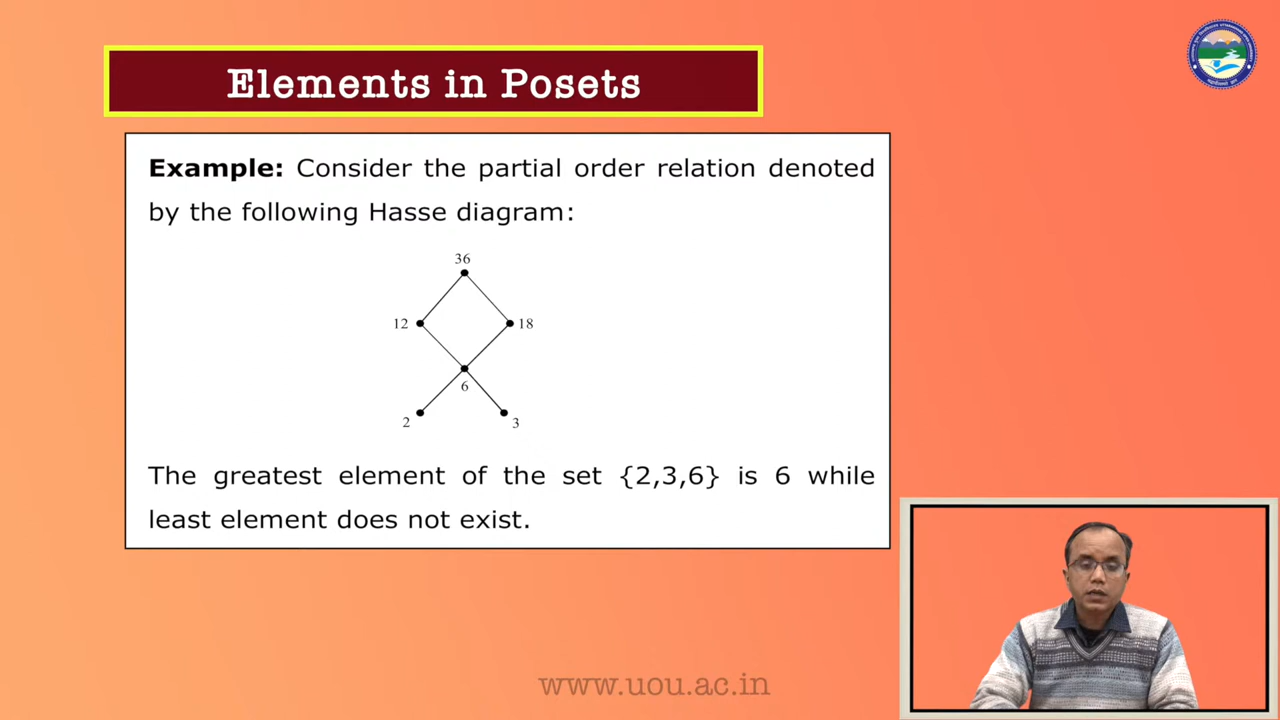 Elements in Posets
Example: Consider the partial order relation denoted
by the following Hasse diagram:
36
12
18
6
2
3
The greatest element of the set {2,3,6} is 6 while
least element does not exist.
www.uou.ac.in